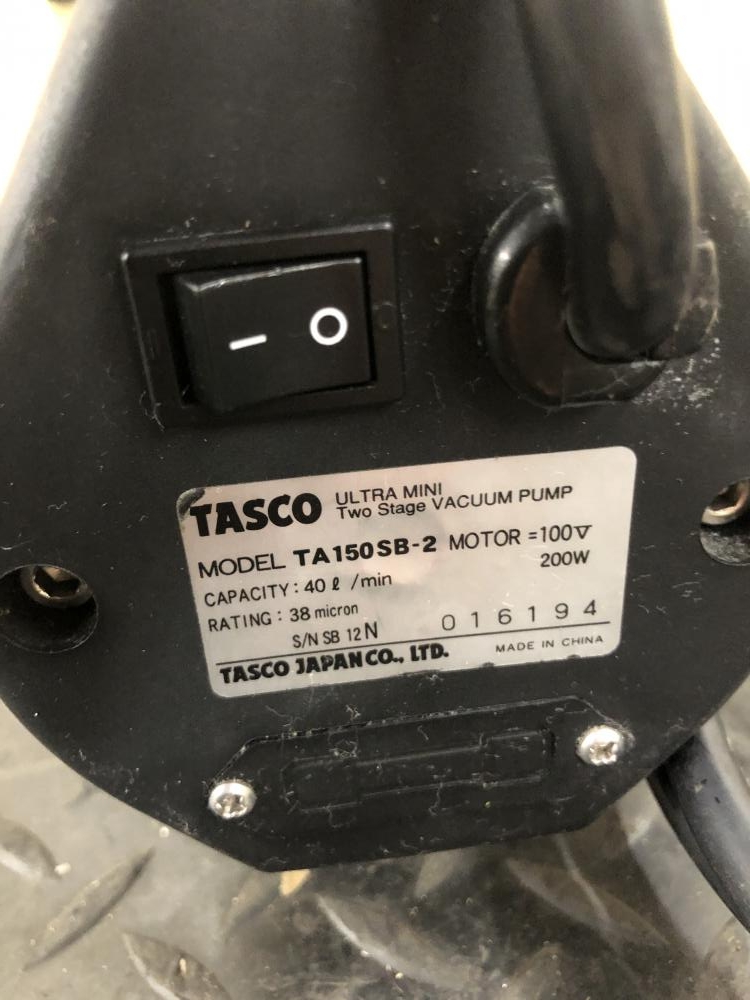 — O
TASCO ULTRA MINI
Two Stage VACUUM PUMP
MODEL TA150SB-2 MOTOR =100V
200W
CAPACITY : 40 ℓ /min
RATING : 38 micron
S/N SB 12N 016194
TASCO JAPAN CO., LTD. MADE IN CHINA